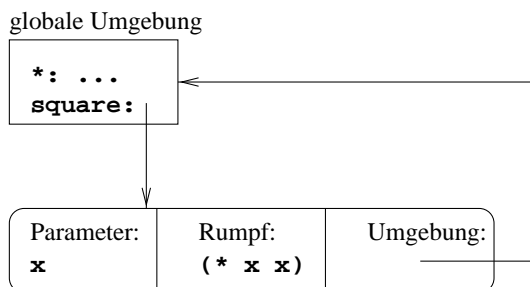 globale Umgebung
*: ...
square:
Parameter: Rumpf: Umgebung:
x (* x x)